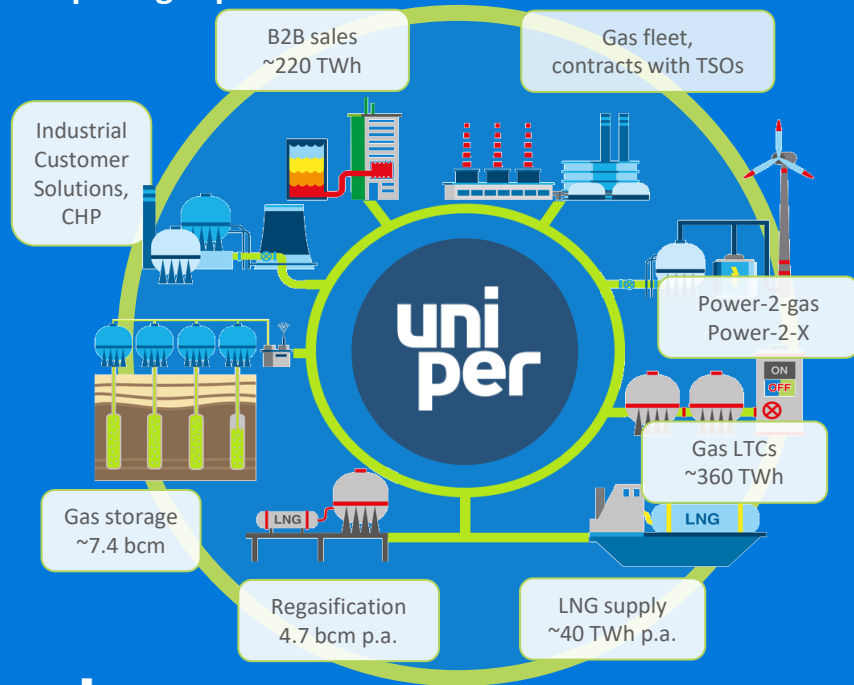 B2B sales
~220 TWh
Gas fleet,
contracts with TSOs
Industrial
Customer
Solutions,
CHP
uni
per
Power-2-gas
Power-2-X
ON
OFF
Gas LTCs
~360 TWh
Gas storage
~7.4 bcm
LNG
LNG
Regasification
4.7 bcm p.a.
LNG supply
~40 TWh p.a.